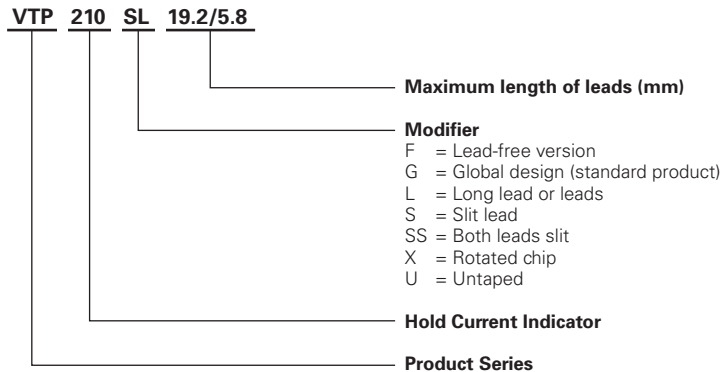 VTP 210 SL 19.2/5.8
Maximum length of leads (mm)
Modifier
F = Lead-free version
G = Global design (standard product)
L = Long lead or leads
S = Slit lead
SS = Both leads slit
X = Rotated chip
U = Untaped
Hold Current Indicator
Product Series